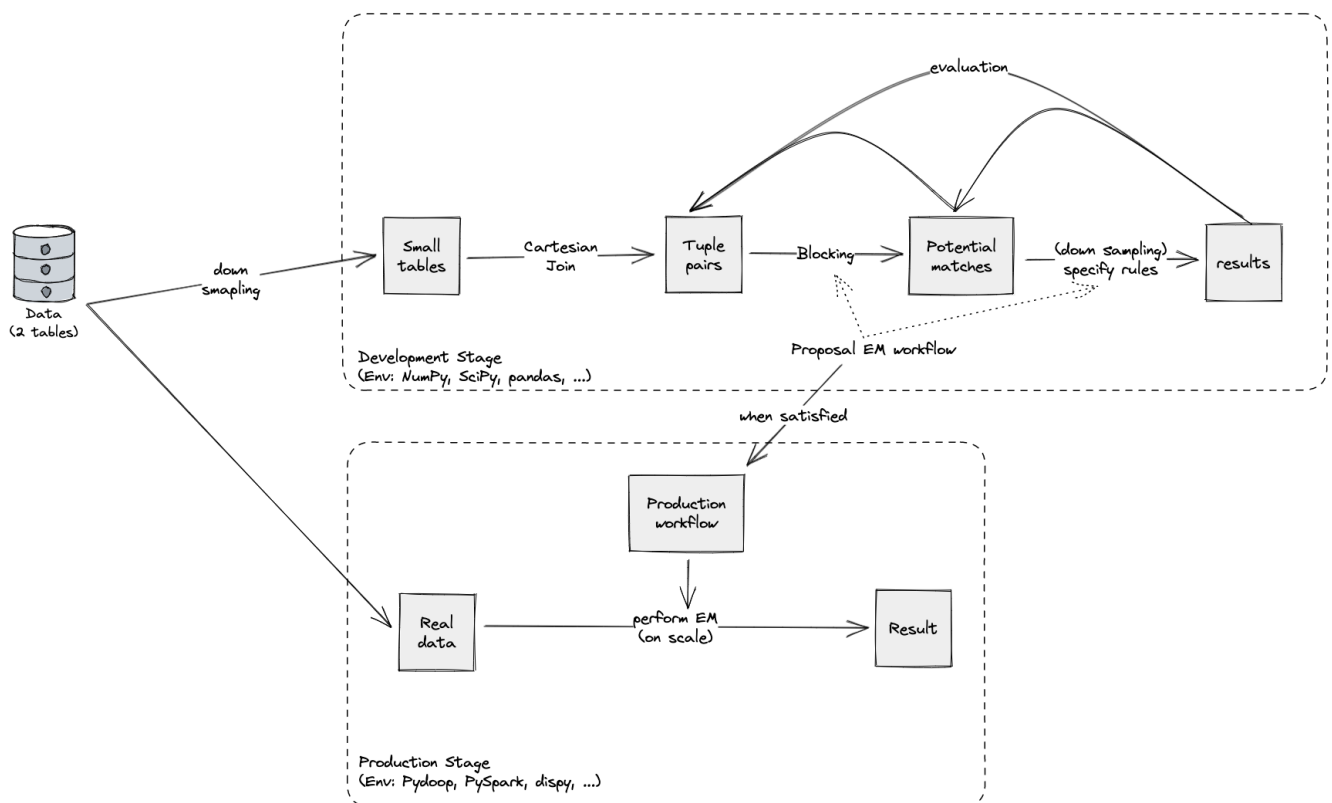 evaluation
Small
tables
Cartesian
Join
Tuple
pairs
Blocking
Potential
matches
(down sampling)
specify rules
results
down
smapling
Data
(2 tables)
Proposal EM workflow
Development Stage
(Env: NumPy, SciPy, pandas, ...)
when satisfied
Production
workflow
Real
data
perform EM
(on scale)
Result
Production Stage
(Env: Pydoop, PySpark, dispy, ...)